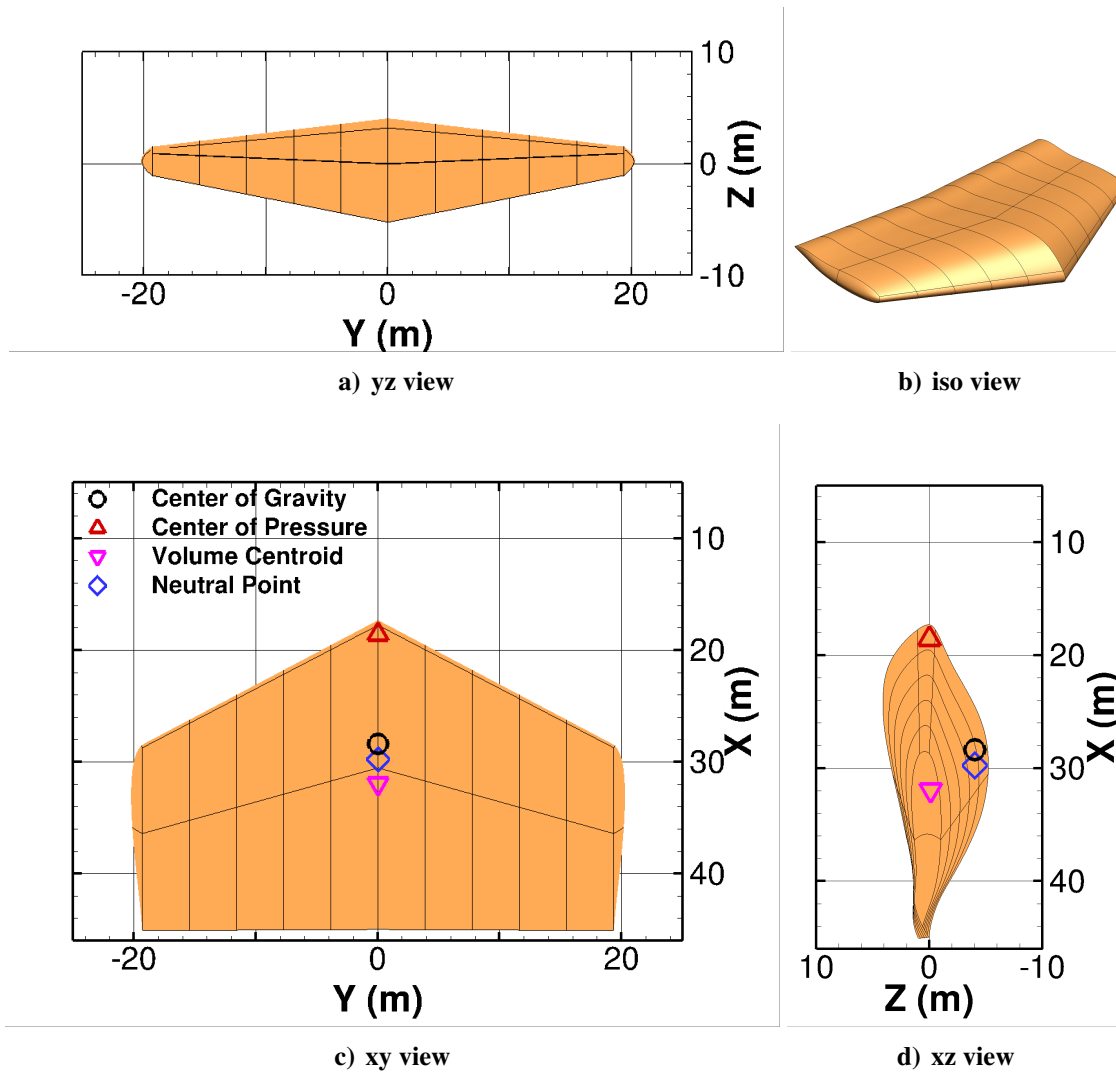 10
0
-10
Z (m)
-20
0
20
Y (m)
a) yz view
b) iso view
Center of Gravity
Center of Pressure
Volume Centroid
Neutral Point
10
20
30
40
X (m)
-20
0
20
Y (m)
c) xy view
10
20
30
40
X (m)
10
0
-10
Z (m)
d) xz view